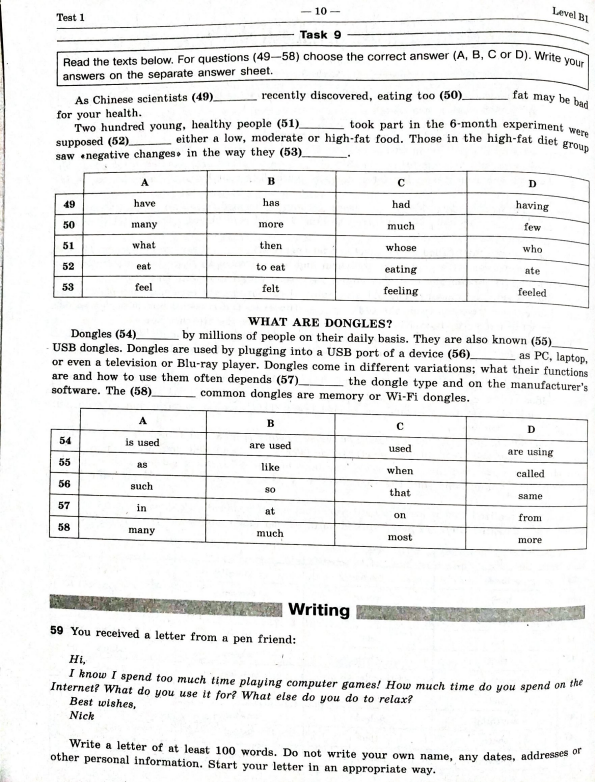 Test 1
— 10 —
Level B1
Task 9
Read the texts below. For questions (49—58) choose the correct answer (A, B, C or D). Write your
answers on the separate answer sheet.
As Chinese scientists (49)______ recently discovered, eating too (50)______ fat may be bad
for your health.
Two hundred young, healthy people (51)______ took part in the 6-month experiment were
supposed (52)______ either a low, moderate or high-fat food. Those in the high-fat diet group
saw «negative changes» in the way they (53)______.
A B C D
49 have has had having
50 many more much few
51 what then whose who
52 eat to eat eating ate
53 feel felt feeling feeled
WHAT ARE DONGLES?
Dongles (54)______ by millions of people on their daily basis. They are also known (55)______
USB dongles. Dongles are used by plugging into a USB port of a device (56)______ as PC, laptop,
or even a television or Blu-ray player. Dongles come in different variations; what their functions
are and how to use them often depends (57)______ the dongle type and on the manufacturer's
software. The (58)______ common dongles are memory or Wi-Fi dongles.
A B C D
54 is used are used used are using
55 as like when called
56 such so that same
57 in at on from
58 many much most more
Writing
59 You received a letter from a pen friend:
Hi,
I know I spend too much time playing computer games! How much time do you spend on the
Internet? What do you use it for? What else do you do to relax?
Best wishes,
Nick
Write a letter of at least 100 words. Do not write your own name, any dates, addresses or
other personal information. Start your letter in an appropriate way.